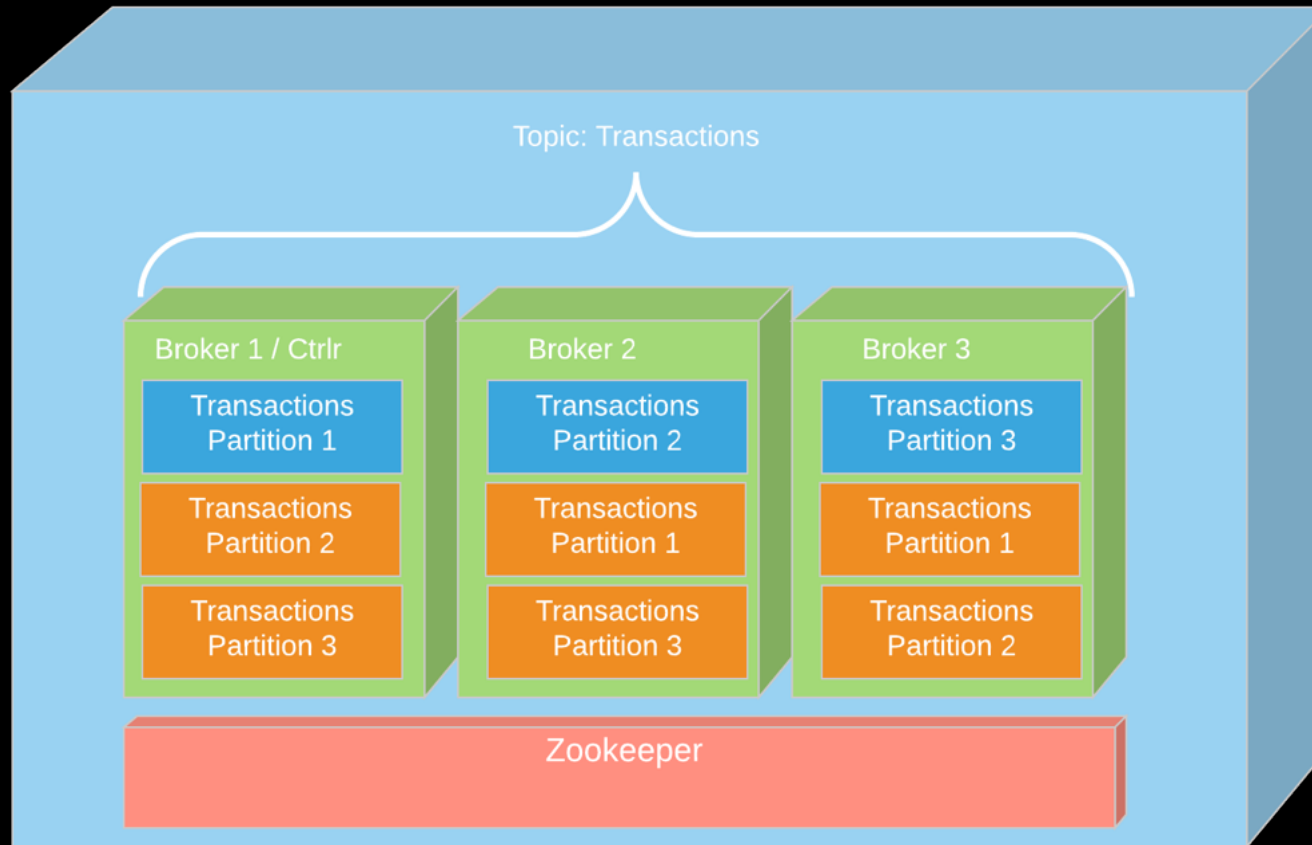 Topic: Transactions
Broker 1 / Ctrlr
Transactions
Partition 1
Transactions
Partition 2
Transactions
Partition 3
Broker 2
Transactions
Partition 2
Transactions
Partition 1
Transactions
Partition 3
Broker 3
Transactions
Partition 3
Transactions
Partition 1
Transactions
Partition 2
Zookeeper